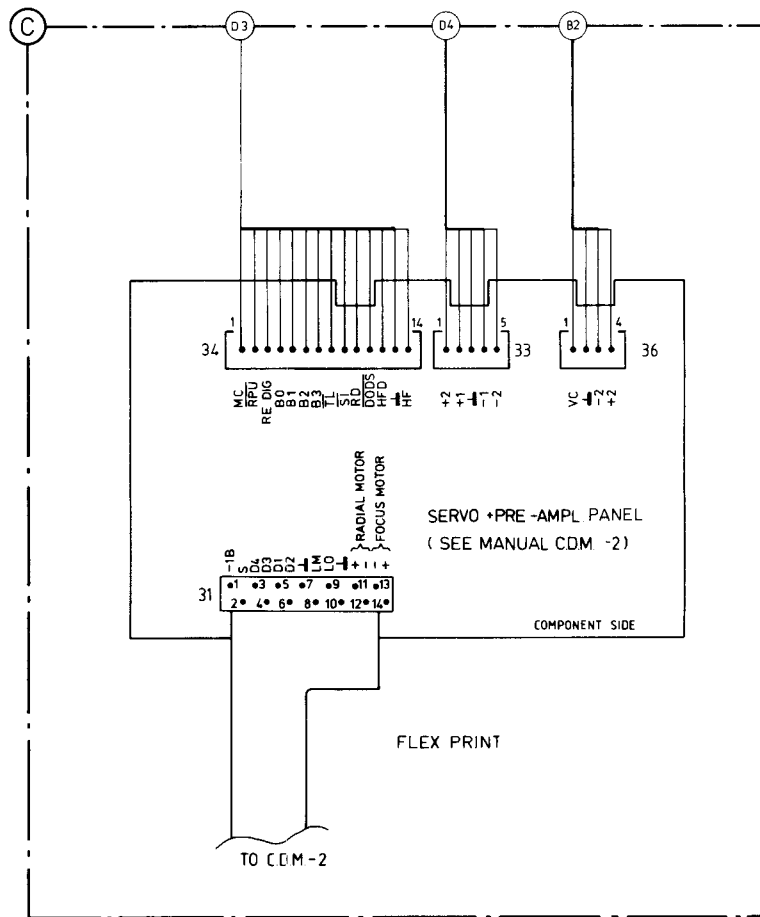 C
D3
D4
B2
1
14
34
1
5
33
1
4
36
MC
RPU
RE DIG
B0
B1
B2
B3
TL
SI
RD
DODS
HFD
HF
+2
+1
-1
-2
VC
-2
+2
RADIAL MOTOR
FOCUS MOTOR
SERVO + PRE-AMPL. PANEL
( SEE MANUAL C.D.M. -2)
-1B
S
D4
D3
D1
D2
LM
LO
+
-
-
+
31
1 3 5 7 9 11 13
2 4 6 8 10 12 14
COMPONENT SIDE
FLEX PRINT
TO C.D.M.-2